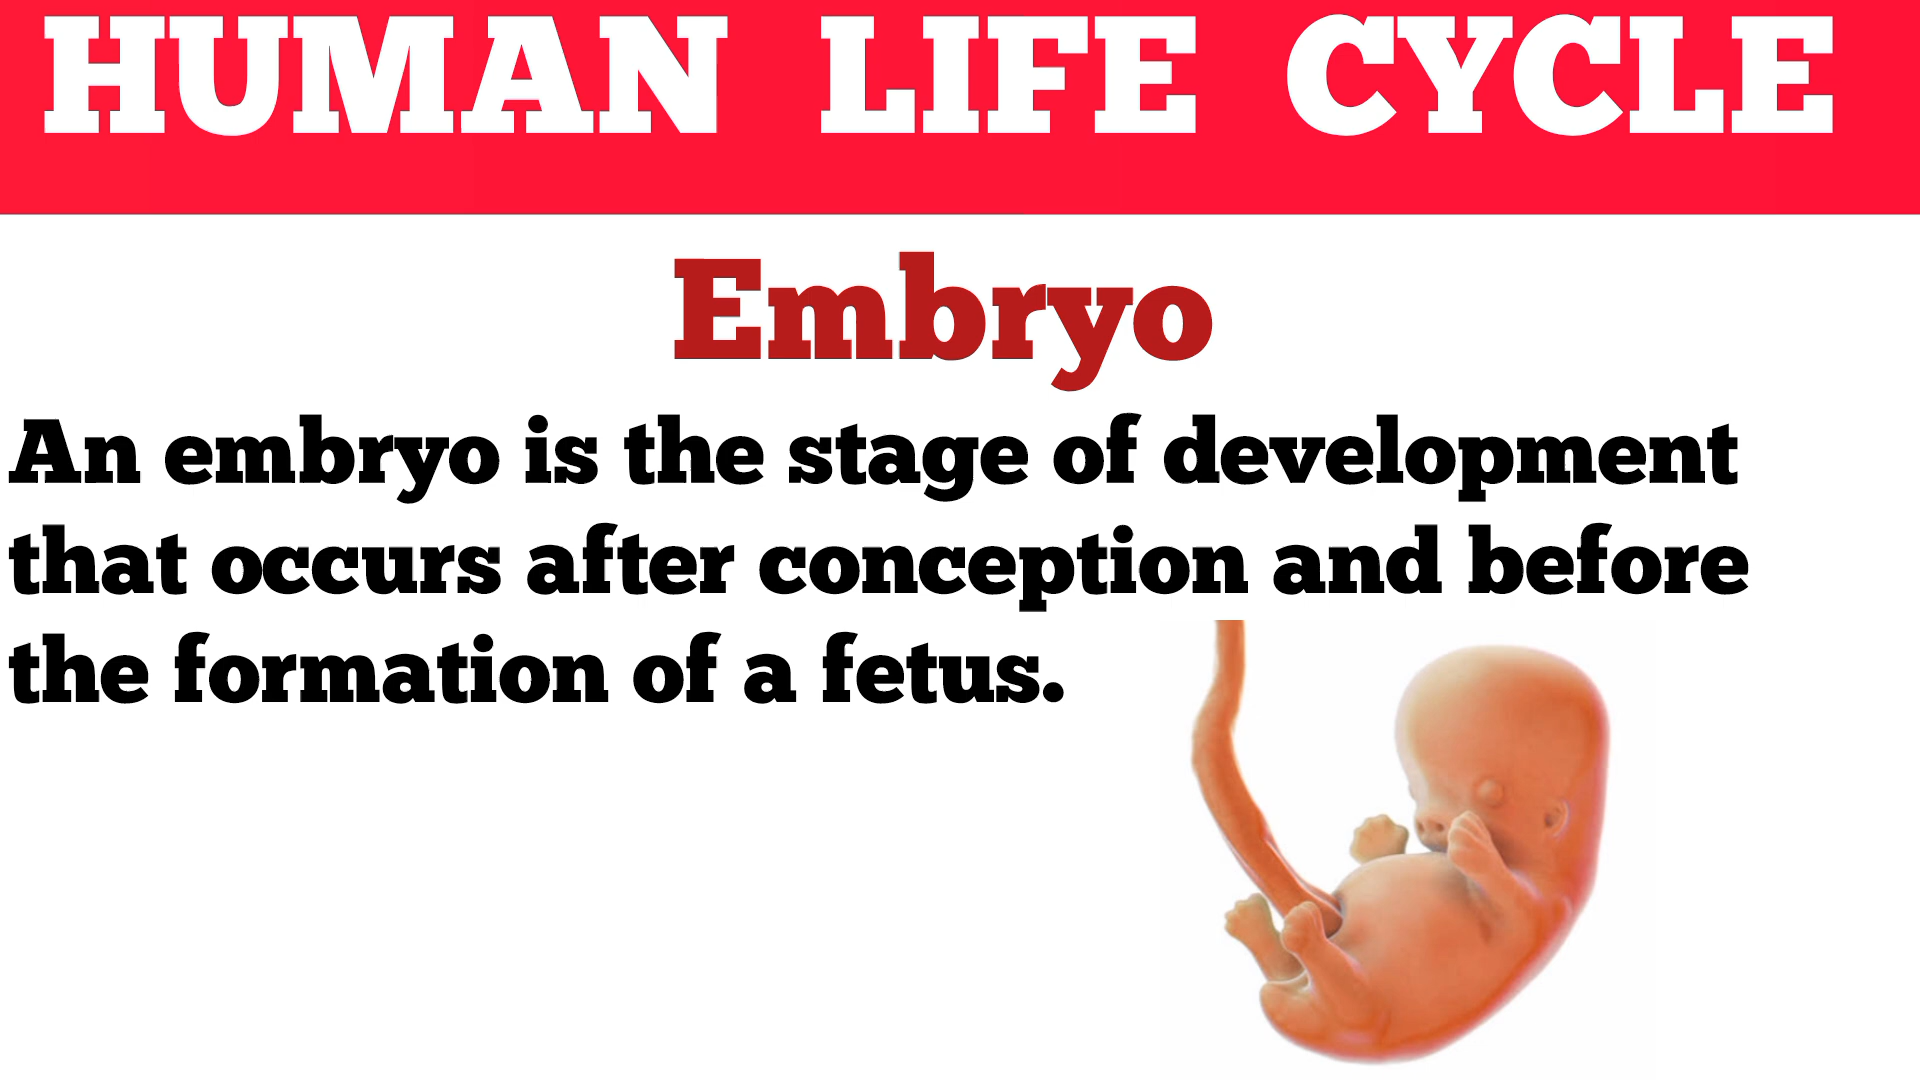 HUMAN LIFE CYCLE
Embryo
An embryo is the stage of development
that occurs after conception and before
the formation of a fetus.